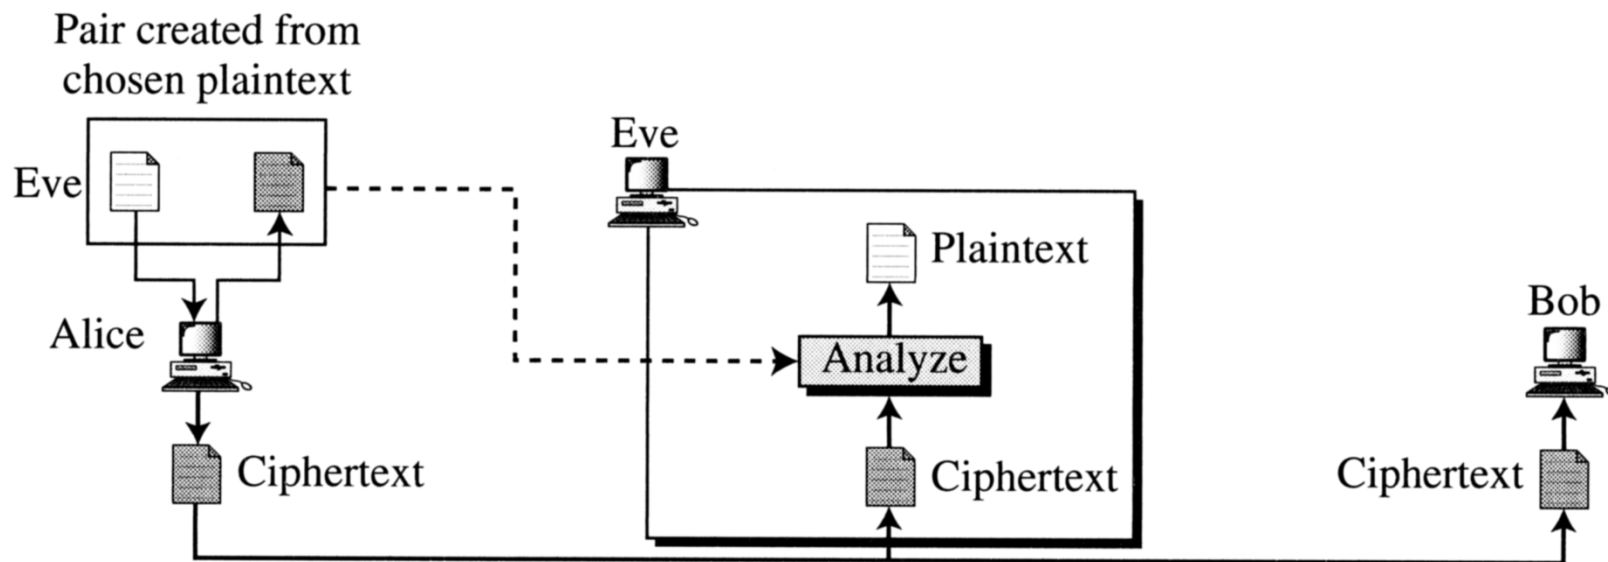 Pair created from
chosen plaintext
Eve
Eve
Plaintext
Alice
Analyze
Bob
Ciphertext
Ciphertext
Ciphertext